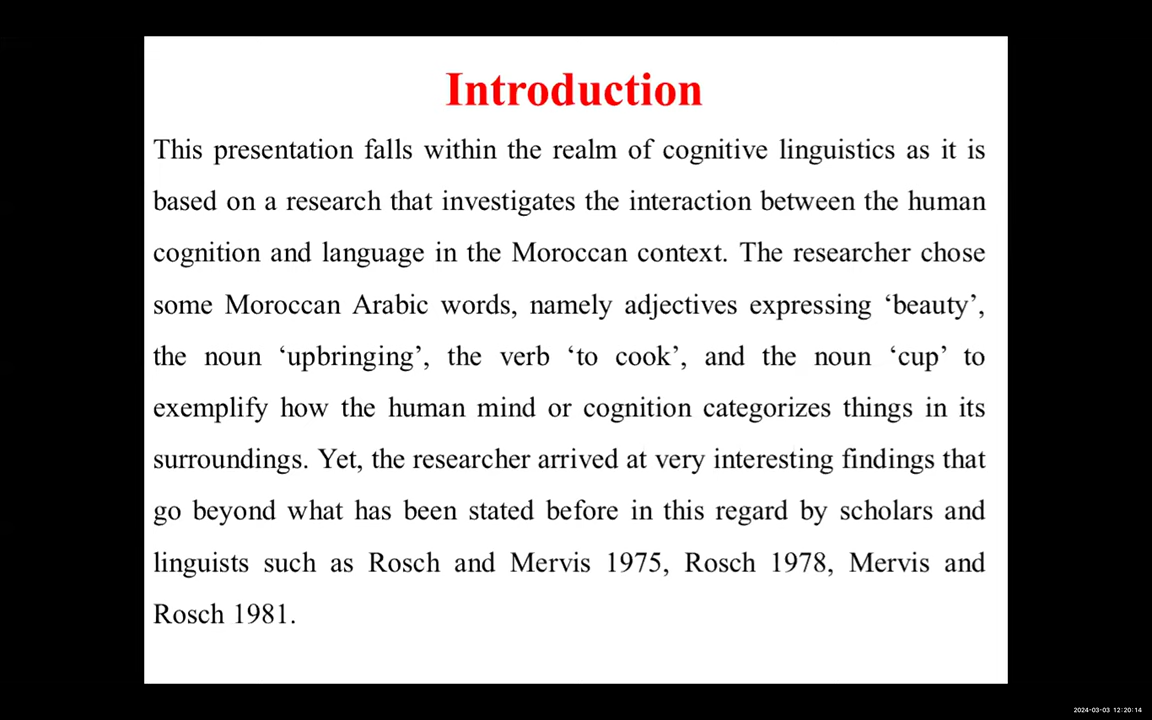 Introduction
This presentation falls within the realm of cognitive linguistics as it is
based on a research that investigates the interaction between the human
cognition and language in the Moroccan context. The researcher chose
some Moroccan Arabic words, namely adjectives expressing ‘beauty’,
the noun ‘upbringing’, the verb ‘to cook’, and the noun ‘cup’ to
exemplify how the human mind or cognition categorizes things in its
surroundings. Yet, the researcher arrived at very interesting findings that
go beyond what has been stated before in this regard by scholars and
linguists such as Rosch and Mervis 1975, Rosch 1978, Mervis and
Rosch 1981.
2024-03-03 12:20:14